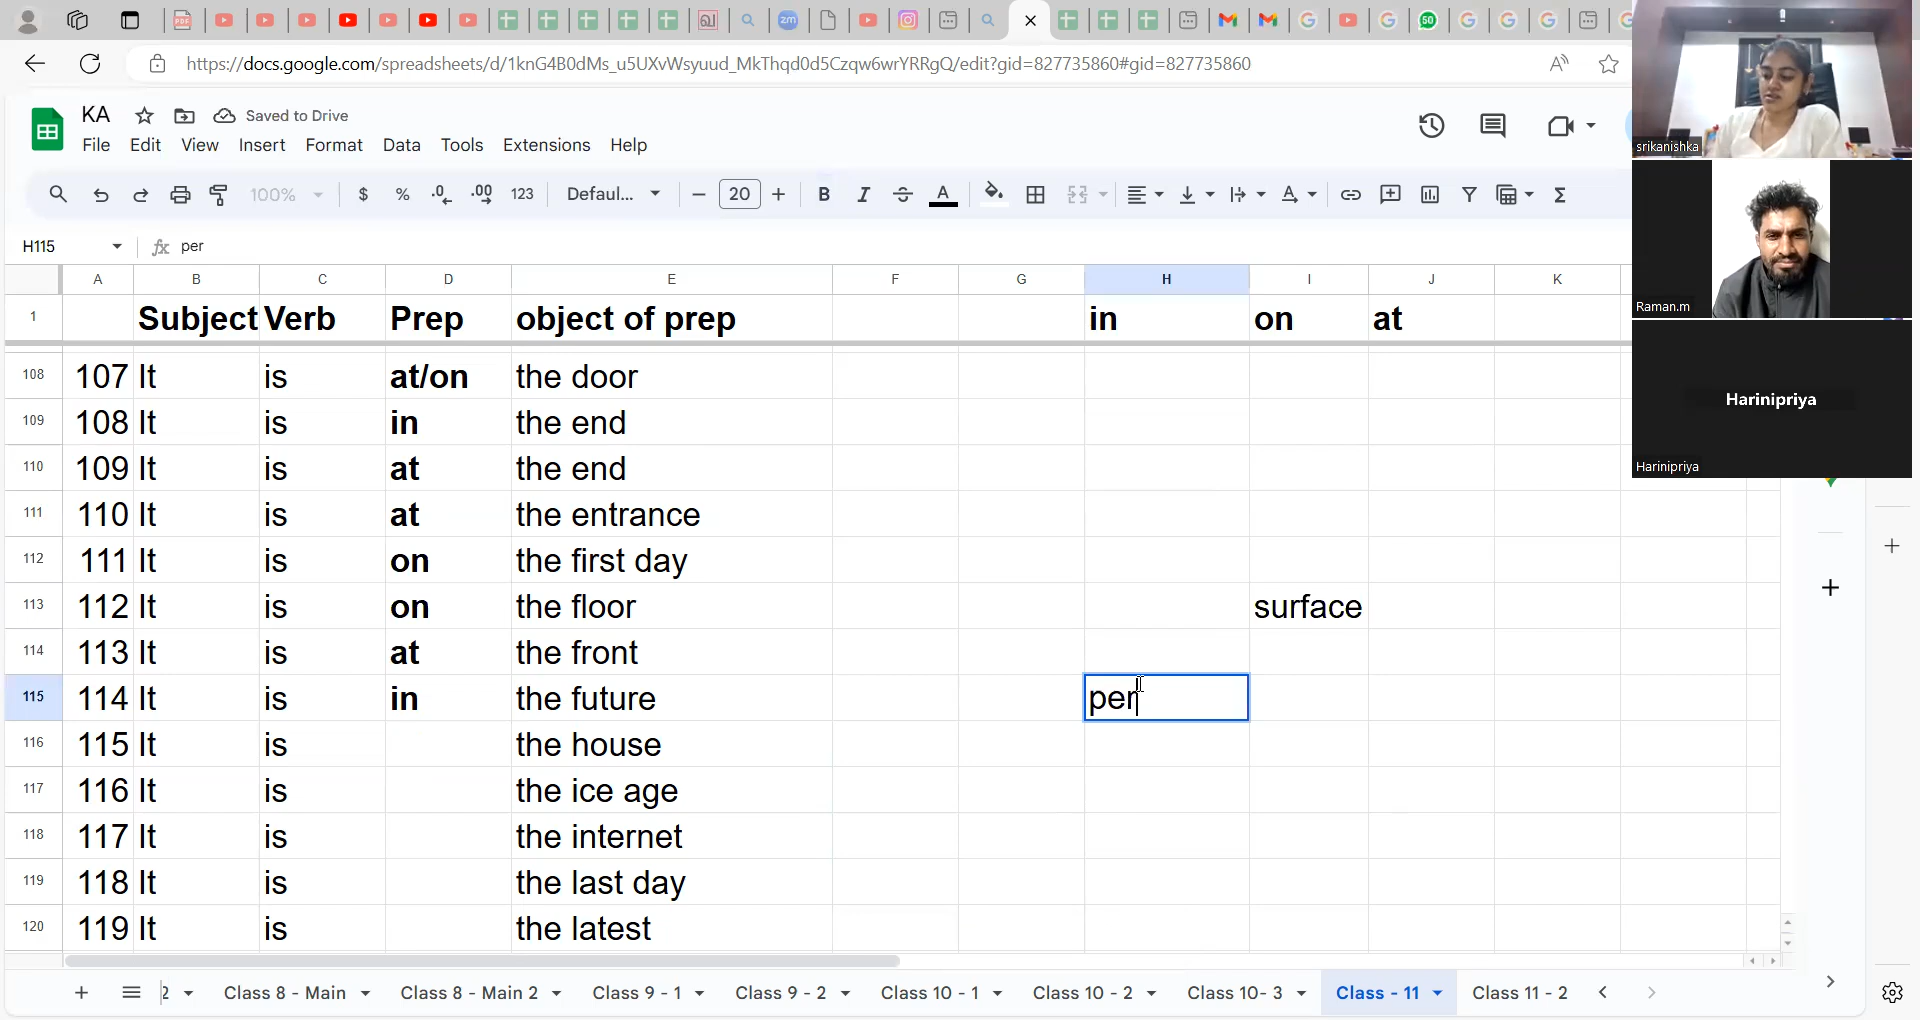 https://docs.google.com/spreadsheets/d/1knG4B0dMs_u5UXvWsyuud_MkThqd0d5Czqw6wrYRRgQ/edit?gid=827735860#gid=827735860
KA Saved to Drive
File Edit View Insert Format Data Tools Extensions Help
100% $ % .0 .00 123 Defaul... 20 B I S A
H115 fx per
A B C D E F G H I J K
1 Subject Verb Prep object of prep in on at
108 107 It is at/on the door
109 108 It is in the end
110 109 It is at the end
111 110 It is at the entrance
112 111 It is on the first day
113 112 It is on the floor surface
114 113 It is at the front
115 114 It is in the future per
116 115 It is the house
117 116 It is the ice age
118 117 It is the internet
119 118 It is the last day
120 119 It is the latest
2 Class 8 - Main Class 8 - Main 2 Class 9 - 1 Class 9 - 2 Class 10 - 1 Class 10 - 2 Class 10- 3 Class - 11 Class 11 - 2
srikanishka
Raman.m
Harinipriya
Harinipriya